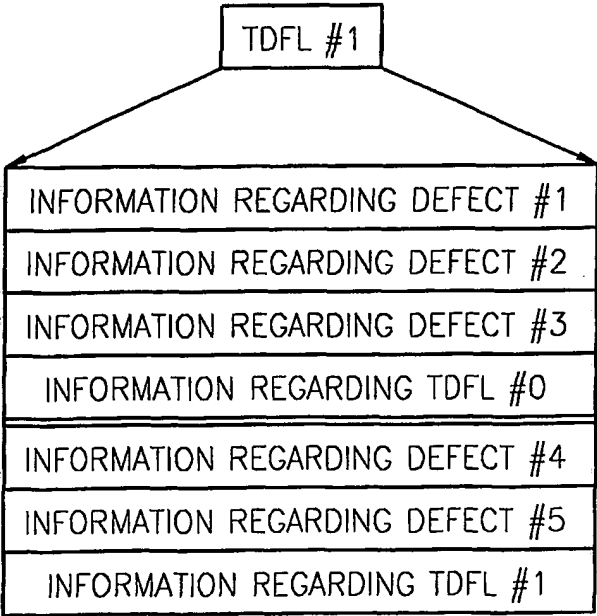 TDFL #1
INFORMATION REGARDING DEFECT #1
INFORMATION REGARDING DEFECT #2
INFORMATION REGARDING DEFECT #3
INFORMATION REGARDING TDFL #0
INFORMATION REGARDING DEFECT #4
INFORMATION REGARDING DEFECT #5
INFORMATION REGARDING TDFL #1